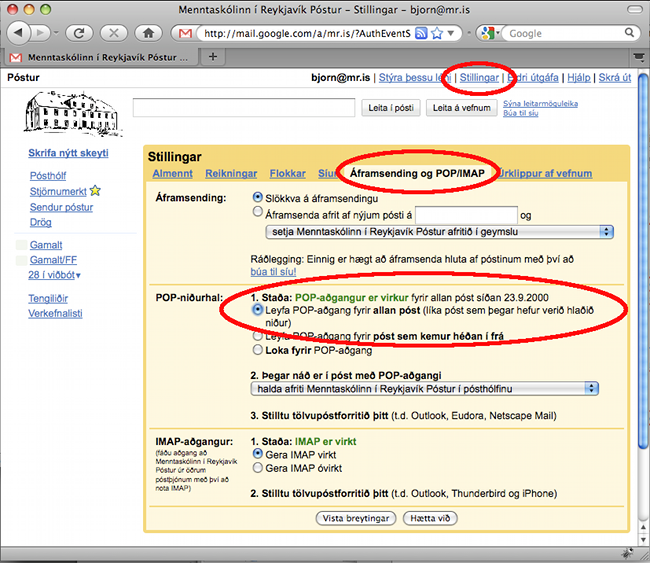 Menntaskólinn í Reykjavík Póstur - Stillingar - bjorn@mr.is
http://mail.google.com/a/mr.is/?AuthEventS
Google
Menntaskólinn í Reykjavík Póstur ...
Póstur
bjorn@mr.is | Stýra þessu léni | Stillingar | Eldri útgáfa | Hjálp | Skrá út
Leita í pósti
Leita á vefnum
Sýna leitarmöguleika
Búa til síu
Skrifa nýtt skeyti
Pósthólf
Stjörnumerkt
Sendur póstur
Drög
Gamalt
Gamalt/FF
28 í viðbót▾
Tengiliðir
Verkefnalisti
Stillingar
Almennt Reikningar Flokkar Síur Áframsending og POP/IMAP Úrklippur af vefnum
Áframsending:
Slökkva á áframsendingu
Áframsenda afrit af nýjum pósti á og
setja Menntaskólinn í Reykjavík Póstur afritið í geymslu
Ráðlegging: Einnig er hægt að áframsenda hluta af póstinum með því að
búa til síu!
POP-niðurhal:
1. Staða: POP-aðgangur er virkur fyrir allan póst síðan 23.9.2000
Leyfa POP-aðgang fyrir allan póst (líka póst sem þegar hefur verið hlaðið
niður)
Leyfa POP-aðgang fyrir póst sem kemur héðan í frá
Loka fyrir POP-aðgang
2. Þegar náð er í póst með POP-aðgangi
halda afriti Menntaskólinn í Reykjavík Póstur í pósthólfinu
3. Stilltu tölvupóstforritið þitt (t.d. Outlook, Eudora, Netscape Mail)
IMAP-aðgangur:
(fáðu aðgang að
Menntaskólinn í Reykjavík
Póstur úr öðrum
póstþjónum með því að
nota IMAP)
1. Staða: IMAP er virkt
Gera IMAP virkt
Gera IMAP óvirkt
2. Stilltu tölvupóstforritið þitt (t.d. Outlook, Thunderbird og iPhone)
Vista breytingar
Hætta við